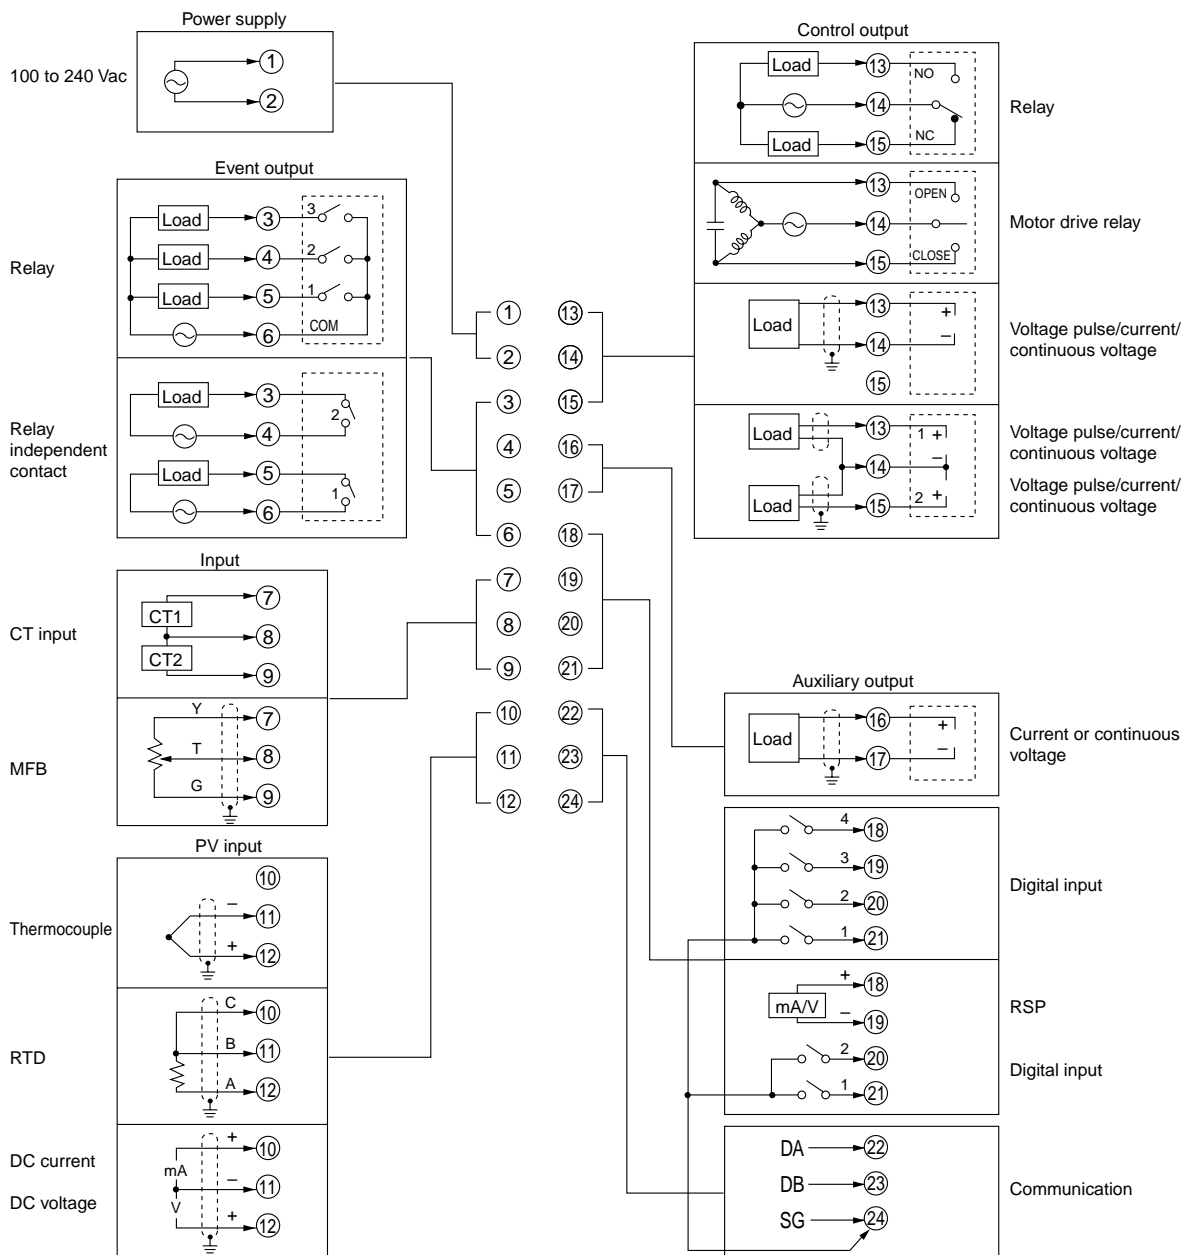 Power supply
100 to 240 Vac
1
2
Event output
Relay
Load 3 3
Load 4 2
Load 5 1
6 COM
Relay
independent
contact
Load 3
4 2
Load 5
6 1
Input
CT input
CT1 7
8
CT2 9
MFB
Y 7
T 8
G 9
PV input
Thermocouple
10
– 11
+ 12
RTD
C 10
B 11
A 12
DC current
DC voltage
+ 10
mA
– 11
V
+ 12
1 13
2 14
3 15
4 16
5 17
6 18
7 19
8 20
9 21
10 22
11 23
12 24
Control output
Load 13 NO
14
Load 15 NC
Relay
13 OPEN
14
15 CLOSE
Motor drive relay
Load
13 +
14 –
15
Voltage pulse/current/
continuous voltage
Load 13 1 +
14 –
Load 15 2 +
Voltage pulse/current/
continuous voltage
Voltage pulse/current/
continuous voltage
Auxiliary output
Load
16 +
17 –
Current or continuous
voltage
4 18
3 19
2 20
1 21
Digital input
mA/V
+ 18
– 19
RSP
2 20
1 21
Digital input
DA 22
DB 23
SG 24
Communication